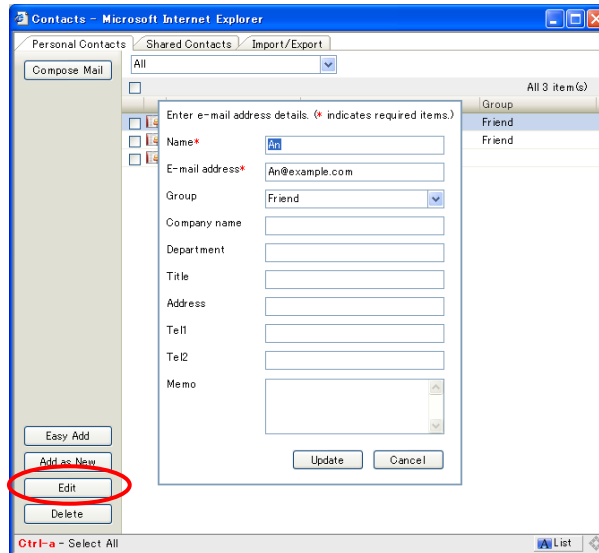 Contacts - Microsoft Internet Explorer
Personal Contacts Shared Contacts Import/Export
Compose Mail
All
All 3 item(s)
Group
Friend
Friend
Enter e-mail address details. (* indicates required items.)
Name* An
E-mail address* An@example.com
Group Friend
Company name
Department
Title
Address
Tel1
Tel2
Memo
Update Cancel
Easy Add
Add as New
Edit
Delete
Ctrl-a - Select All
A List